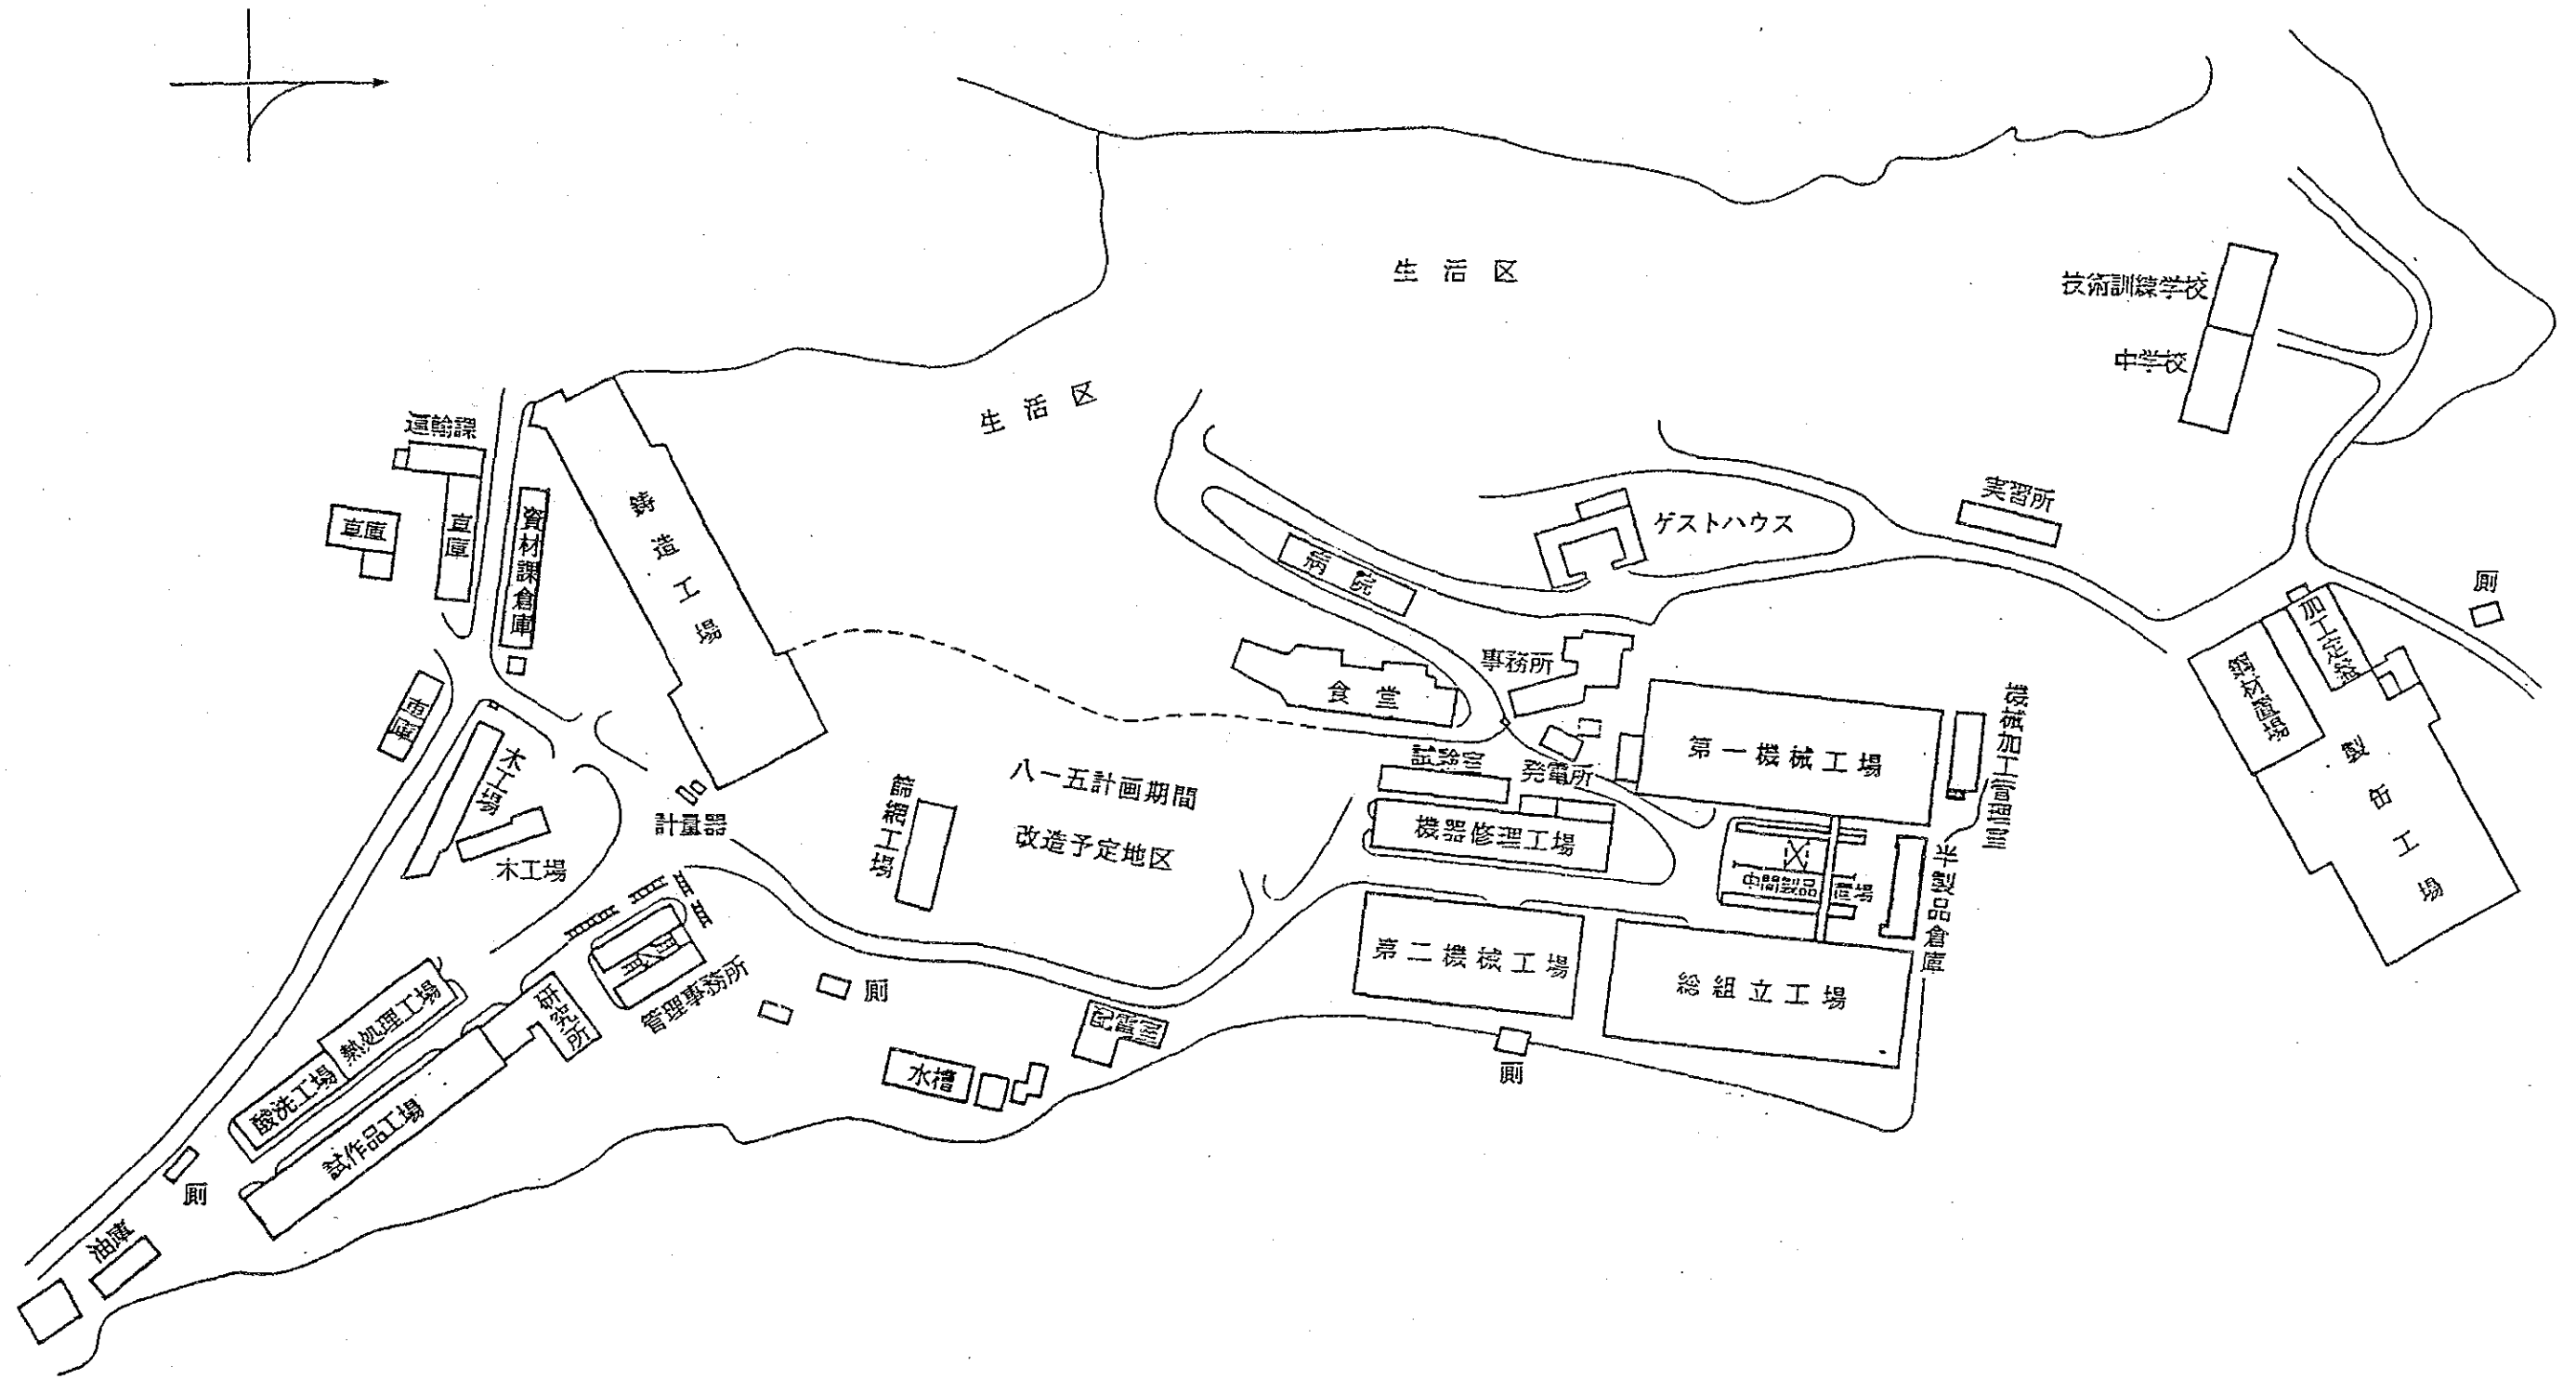 生活区
技術訓練学校
中学校
生活区
運輸課
車庫
車庫
資材課倉庫
鋳造工場
ゲストハウス
実習所
病院
厠
加工定盤
鋼材置場
製缶工場
事務所
食堂
車庫
木工場
木工場
計量器
篩網工場
八一五計画期間
改造予定地区
試験室
発電所
第一機械工場
機械加工管理室
機器修理工場
中間製品置場
半製品倉庫
第二機械工場
総組立工場
厠
管理事務所
厠
配電室
水槽
研究所
熱処理工場
酸洗工場
試作品工場
厠
油庫